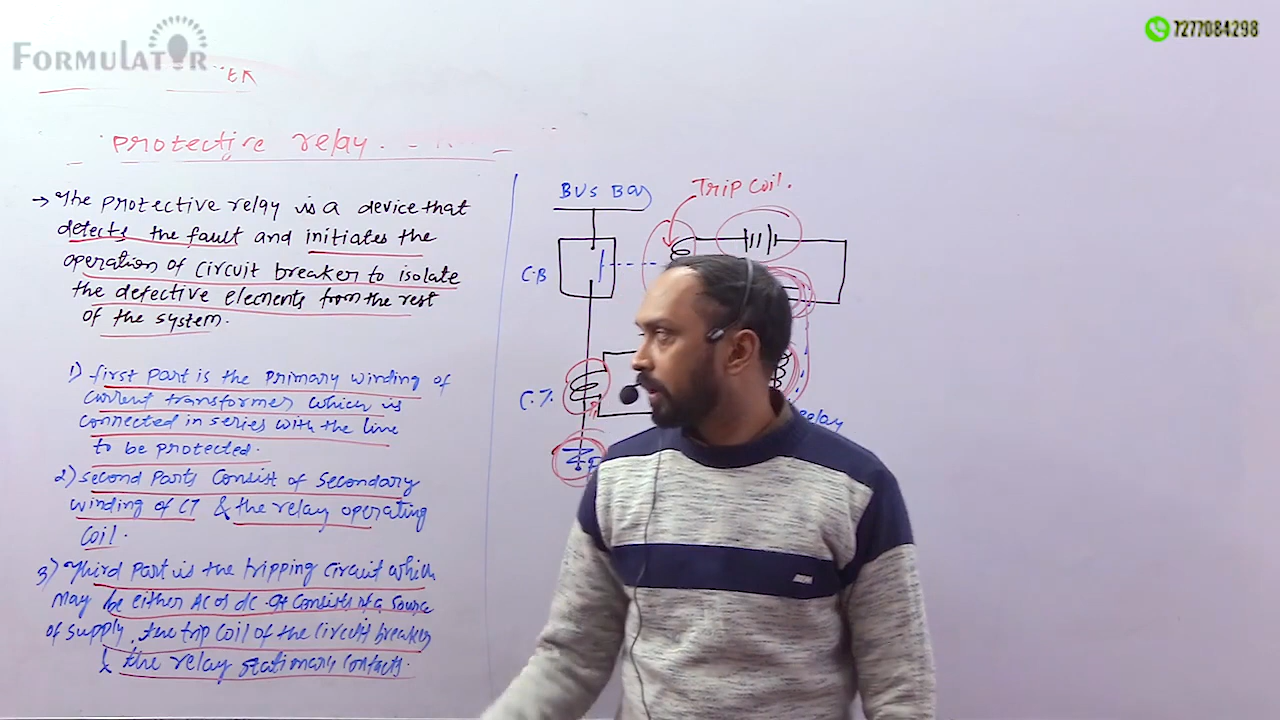 FORMULATOR
7277084298
Protective relay.
→ The protective relay is a device that
detects the fault and initiates the
operation of circuit breaker to isolate
the defective elements from the rest
of the system.
1) first part is the primary winding of
current transformer which is
connected in series with the line
to be protected.
2) second parts consist of secondary
winding of CT & the relay operating
coil.
3) Third part is the tripping circuit which
may be either AC or dc. It consists of a source
of supply, the trip coil of the circuit breaker
& the relay stationary contacts.
BUS Bar
Trip coil.
C.B
C.T.
relay
F